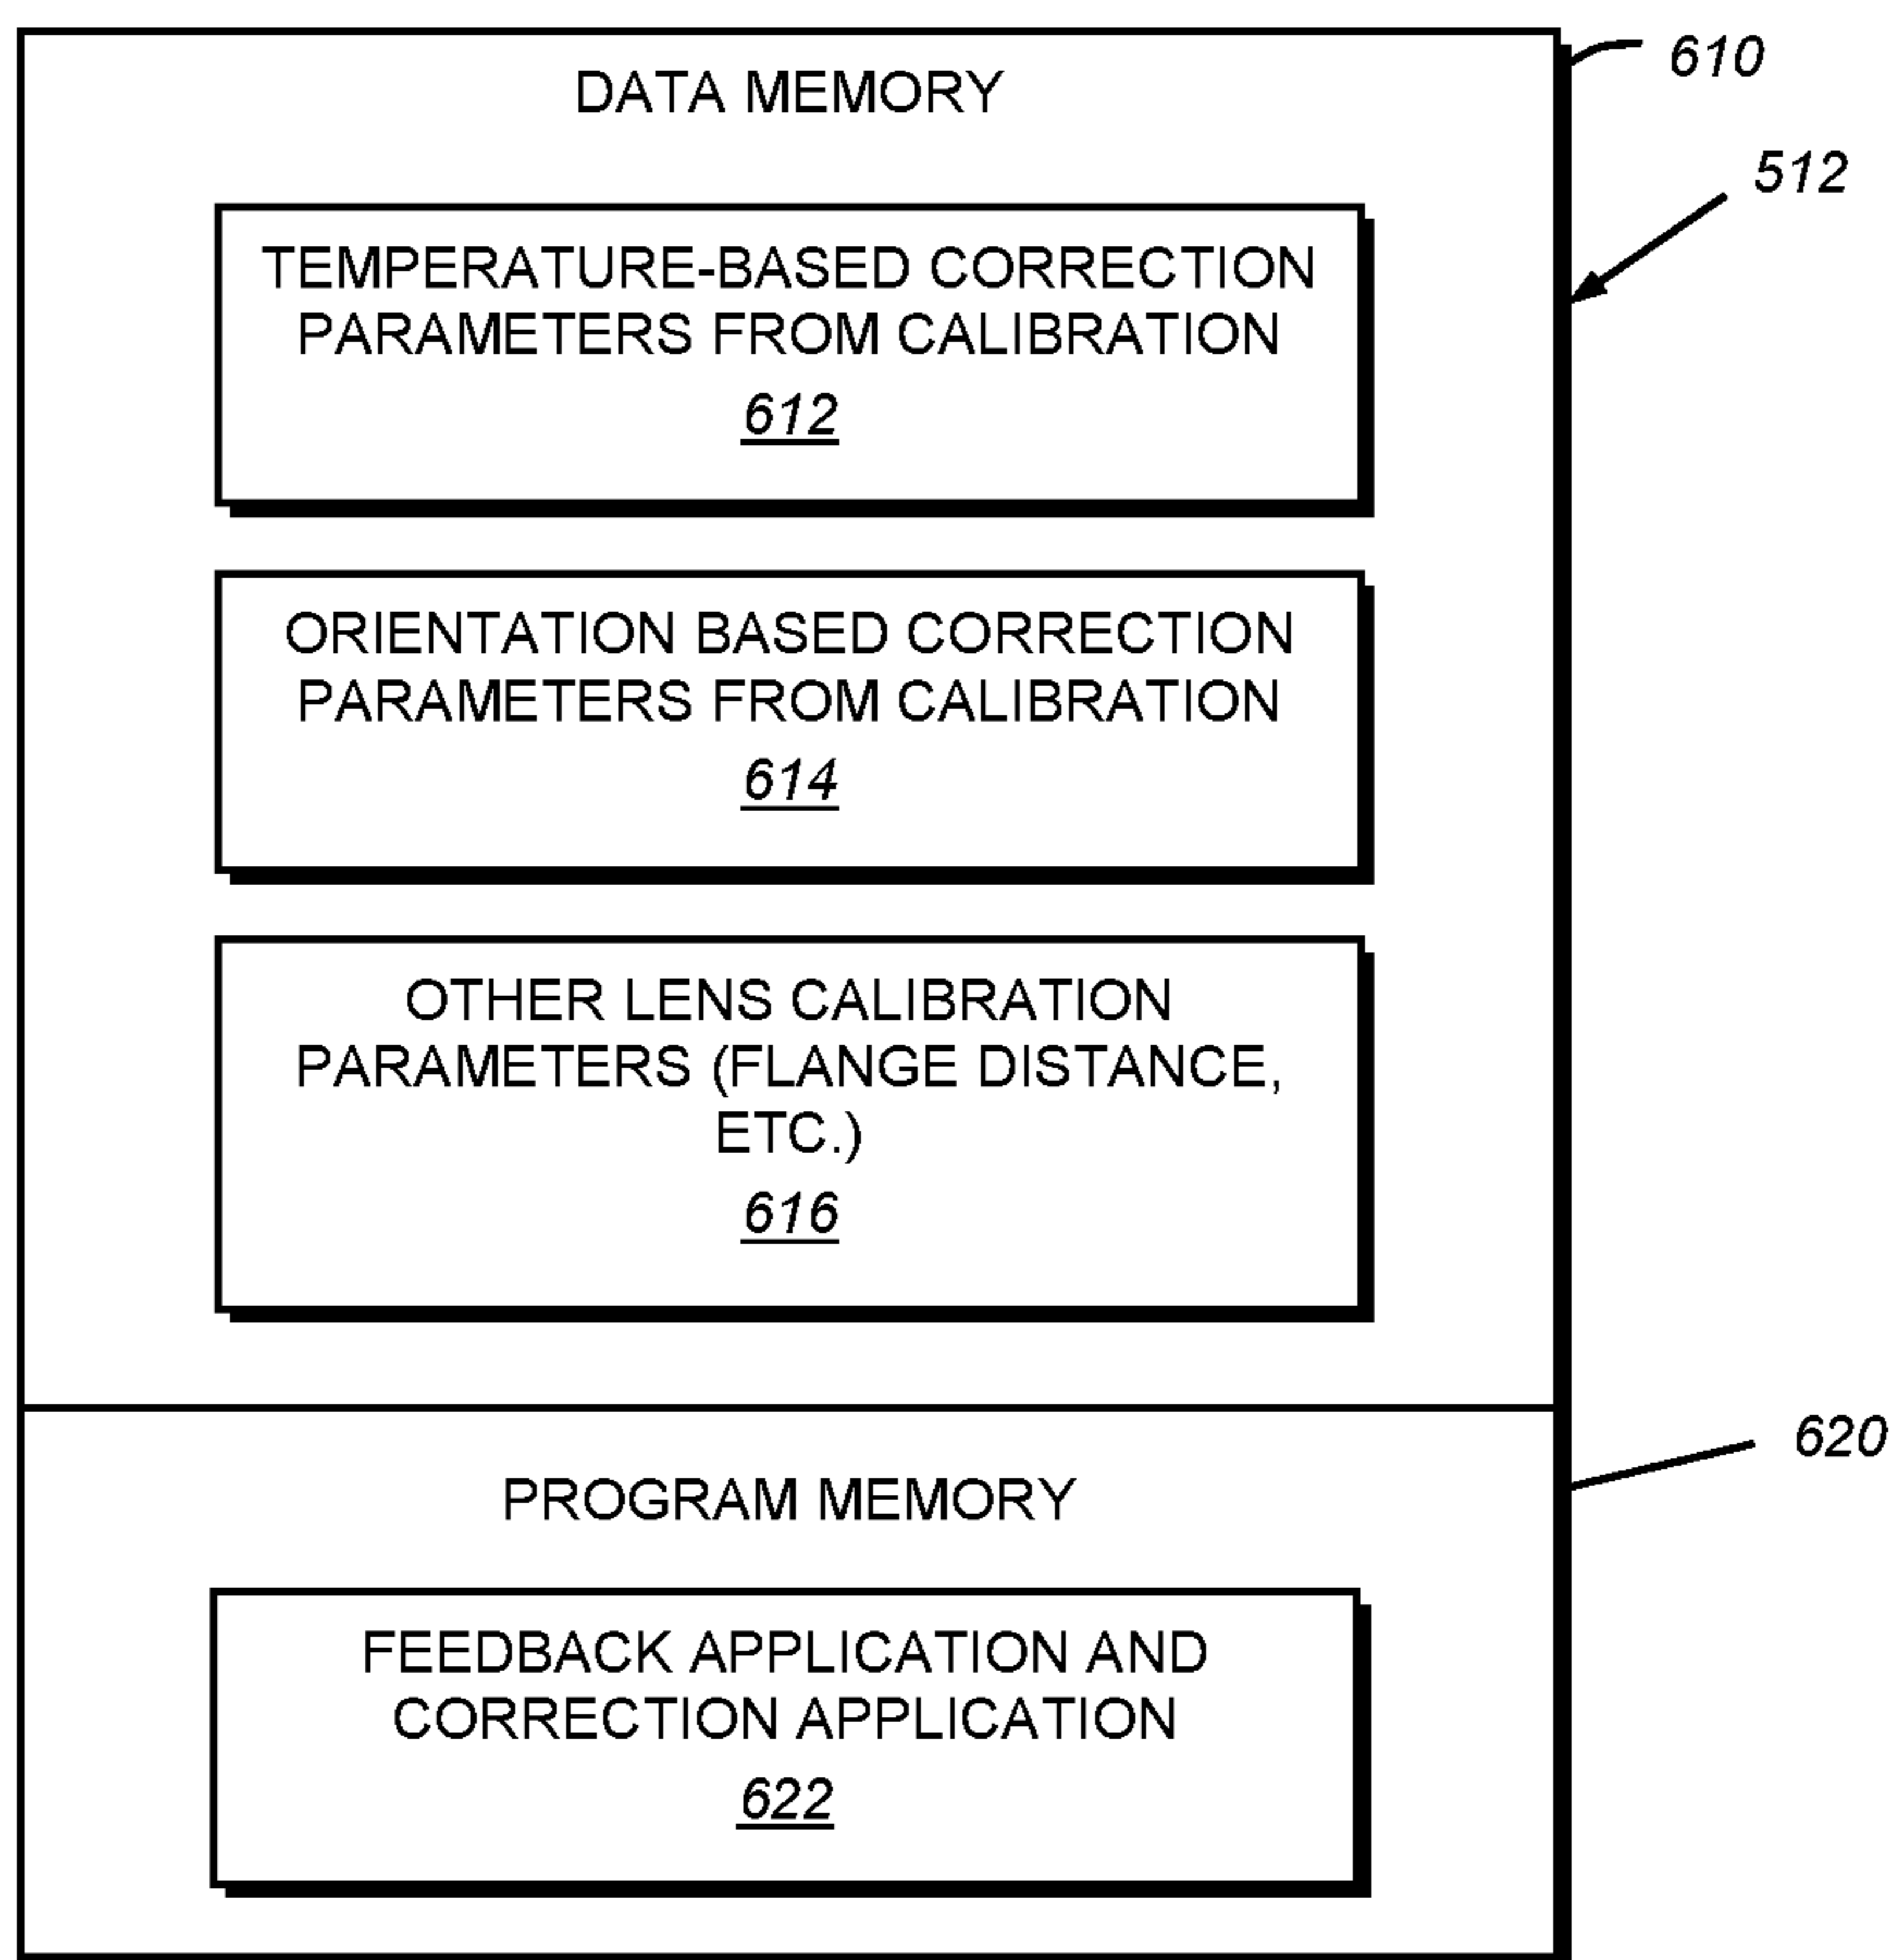 DATA MEMORY
610
512
TEMPERATURE-BASED CORRECTION
PARAMETERS FROM CALIBRATION
612
ORIENTATION BASED CORRECTION
PARAMETERS FROM CALIBRATION
614
OTHER LENS CALIBRATION
PARAMETERS (FLANGE DISTANCE,
ETC.)
616
620
PROGRAM MEMORY
FEEDBACK APPLICATION AND
CORRECTION APPLICATION
622